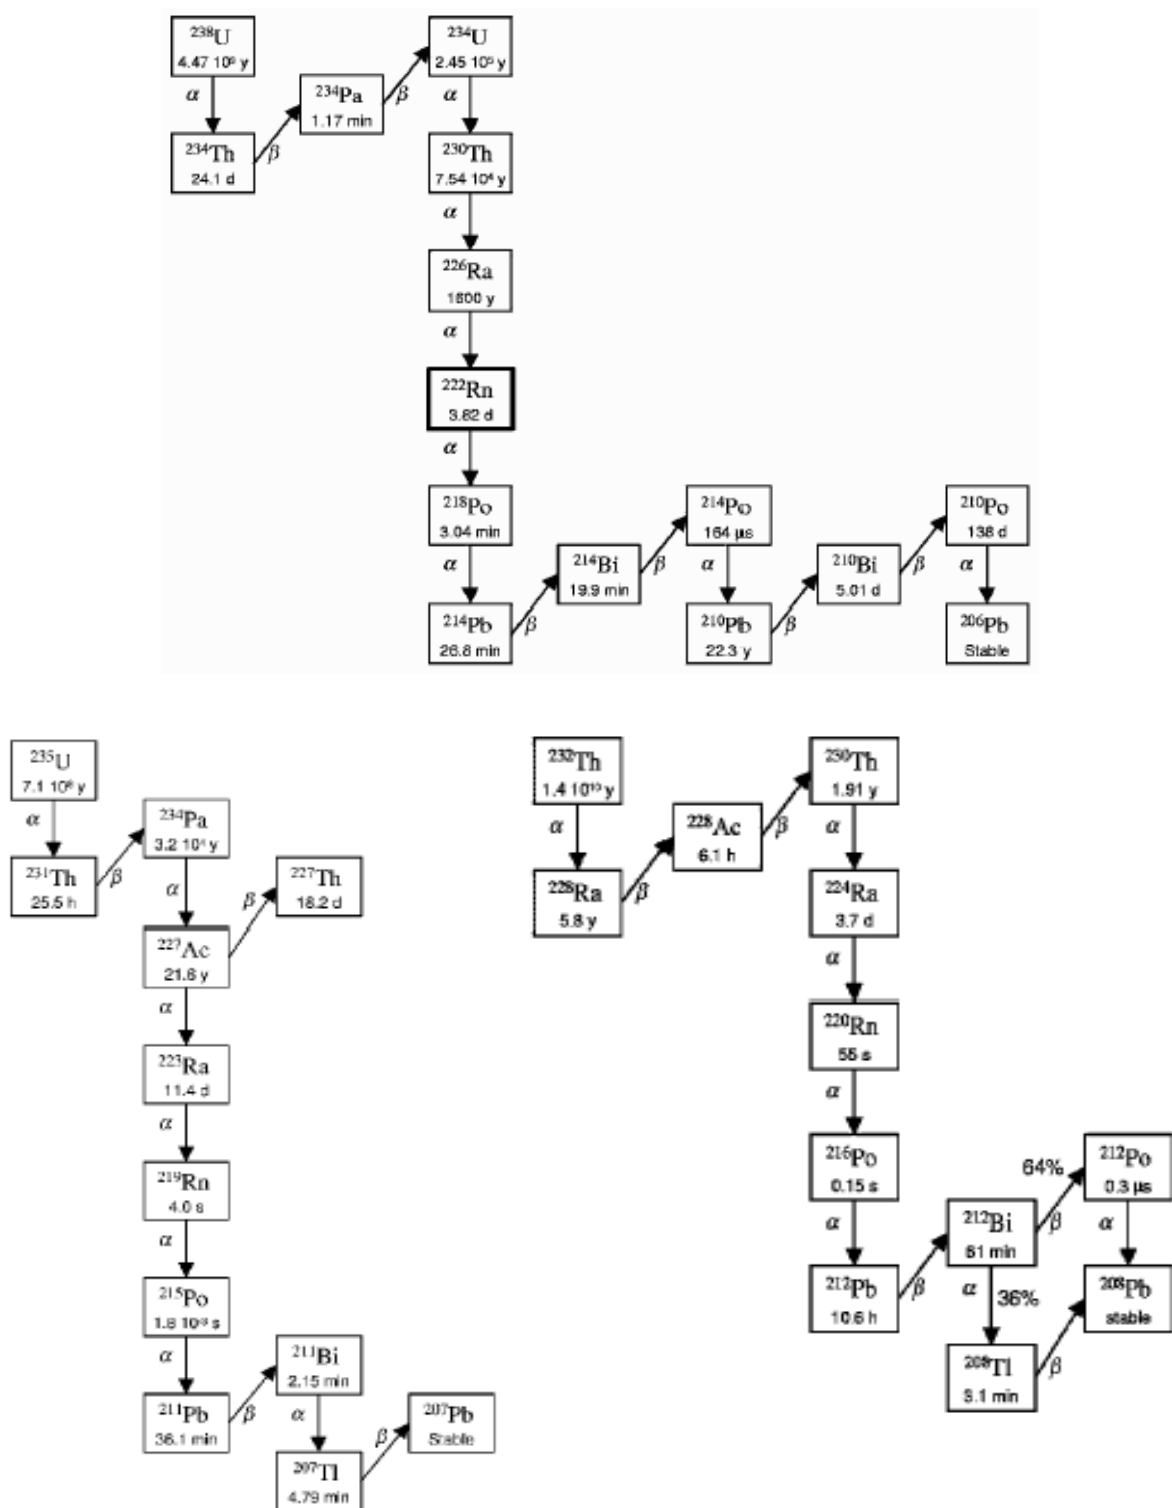 ²³⁸U
4.47 10⁹ y
α
²³⁴Th
24.1 d
β
²³⁴Pa
1.17 min
β
²³⁴U
2.45 10⁵ y
α
²³⁰Th
7.54 10⁴ y
α
²²⁶Ra
1600 y
α
²²²Rn
3.82 d
α
²¹⁸Po
3.04 min
α
²¹⁴Pb
26.8 min
β
²¹⁴Bi
19.9 min
β
²¹⁴Po
164 µs
α
²¹⁰Pb
22.3 y
β
²¹⁰Bi
5.01 d
β
²¹⁰Po
138 d
α
²⁰⁶Pb
Stable
²³⁵U
7.1 10⁸ y
α
²³¹Th
25.5 h
β
²³⁴Pa
3.2 10⁴ y
α
²²⁷Ac
21.6 y
β
²²⁷Th
18.2 d
α
²²³Ra
11.4 d
α
²¹⁹Rn
4.0 s
α
²¹⁵Po
1.8 10⁻³ s
α
²¹¹Pb
36.1 min
β
²¹¹Bi
2.15 min
α
²⁰⁷Tl
4.79 min
β
²⁰⁷Pb
Stable
²³²Th
1.4 10¹⁰ y
α
²²⁸Ra
5.8 y
β
²²⁸Ac
6.1 h
β
²³⁰Th
1.91 y
α
²²⁴Ra
3.7 d
α
²²⁰Rn
55 s
α
²¹⁶Po
0.15 s
α
²¹²Pb
10.6 h
β
²¹²Bi
61 min
64%
β
²¹²Po
0.3 µs
α
²⁰⁸Pb
stable
α
36%
²⁰⁸Tl
3.1 min
β